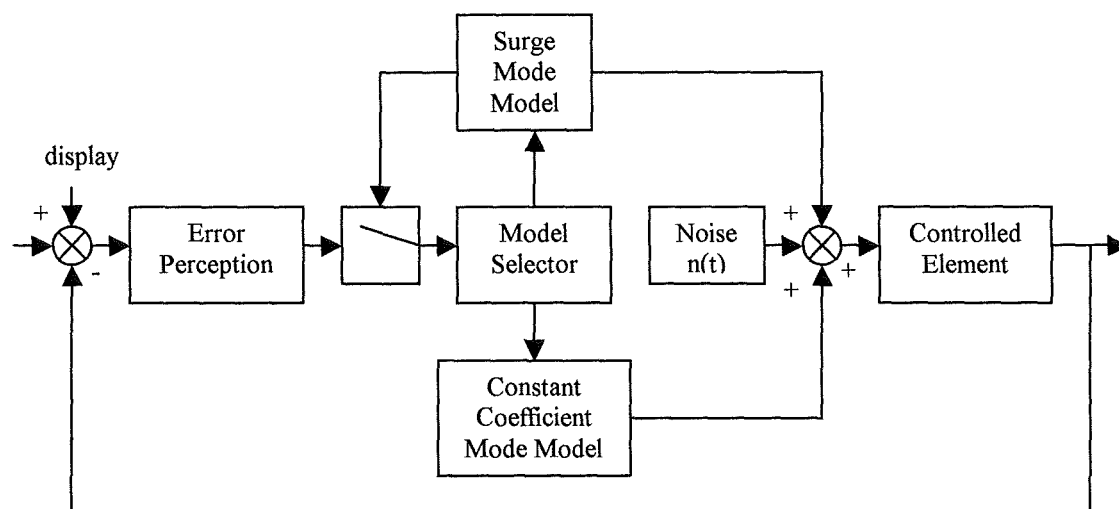 Surge
Mode
Model
display
+
Error
Perception
-
Model
Selector
Noise
n(t)
+
+
+
Controlled
Element
Constant
Coefficient
Mode Model